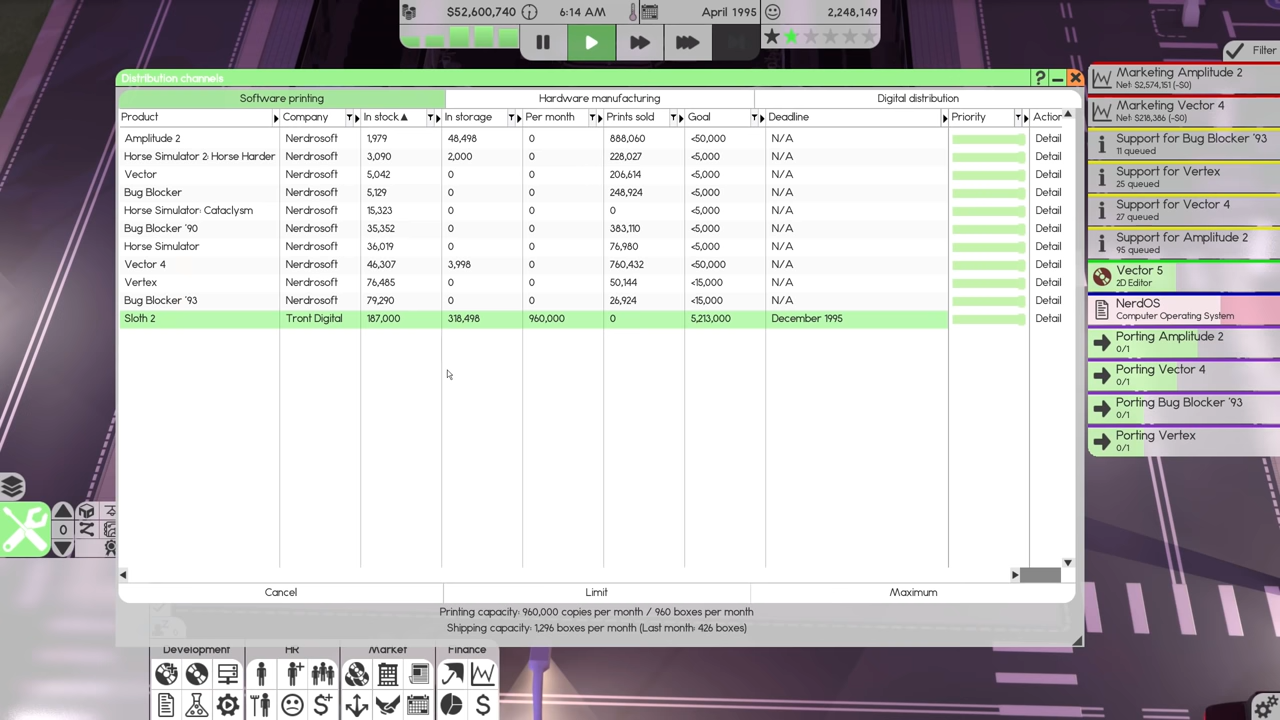 $52,600,740 6:14 AM April 1995 2,248,149
Filter
Distribution channels
Software printing Hardware manufacturing Digital distribution
Product Company In stock In storage Per month Prints sold Goal Deadline Priority Action
Amplitude 2 Nerdrosoft 1,979 48,498 0 888,060 <50,000 N/A Detail
Horse Simulator 2: Horse Harder Nerdrosoft 3,090 2,000 0 228,027 <5,000 N/A Detail
Vector Nerdrosoft 5,042 0 0 206,614 <5,000 N/A Detail
Bug Blocker Nerdrosoft 5,129 0 0 248,924 <5,000 N/A Detail
Horse Simulator: Cataclysm Nerdrosoft 15,323 0 0 0 <5,000 N/A Detail
Bug Blocker '90 Nerdrosoft 35,352 0 0 383,110 <5,000 N/A Detail
Horse Simulator Nerdrosoft 36,019 0 0 76,980 <5,000 N/A Detail
Vector 4 Nerdrosoft 46,307 3,998 0 760,432 <50,000 N/A Detail
Vertex Nerdrosoft 76,485 0 0 50,144 <15,000 N/A Detail
Bug Blocker '93 Nerdrosoft 79,290 0 0 26,924 <15,000 N/A Detail
Sloth 2 Tront Digital 187,000 318,498 960,000 0 5,213,000 December 1995 Detail
Cancel Limit Maximum
Printing capacity: 960,000 copies per month / 960 boxes per month
Shipping capacity: 1,296 boxes per month (Last month: 426 boxes)
Marketing Amplitude 2
Net: $2,574,151 (-$0)
Marketing Vector 4
Net: $218,386 (-$0)
Support for Bug Blocker '93
11 queued
Support for Vertex
25 queued
Support for Vector 4
27 queued
Support for Amplitude 2
95 queued
Vector 5
2D Editor
NerdOS
Computer Operating System
Porting Amplitude 2
0/1
Porting Vector 4
0/1
Porting Bug Blocker '93
0/1
Porting Vertex
0/1
0
Development HR Market Finance